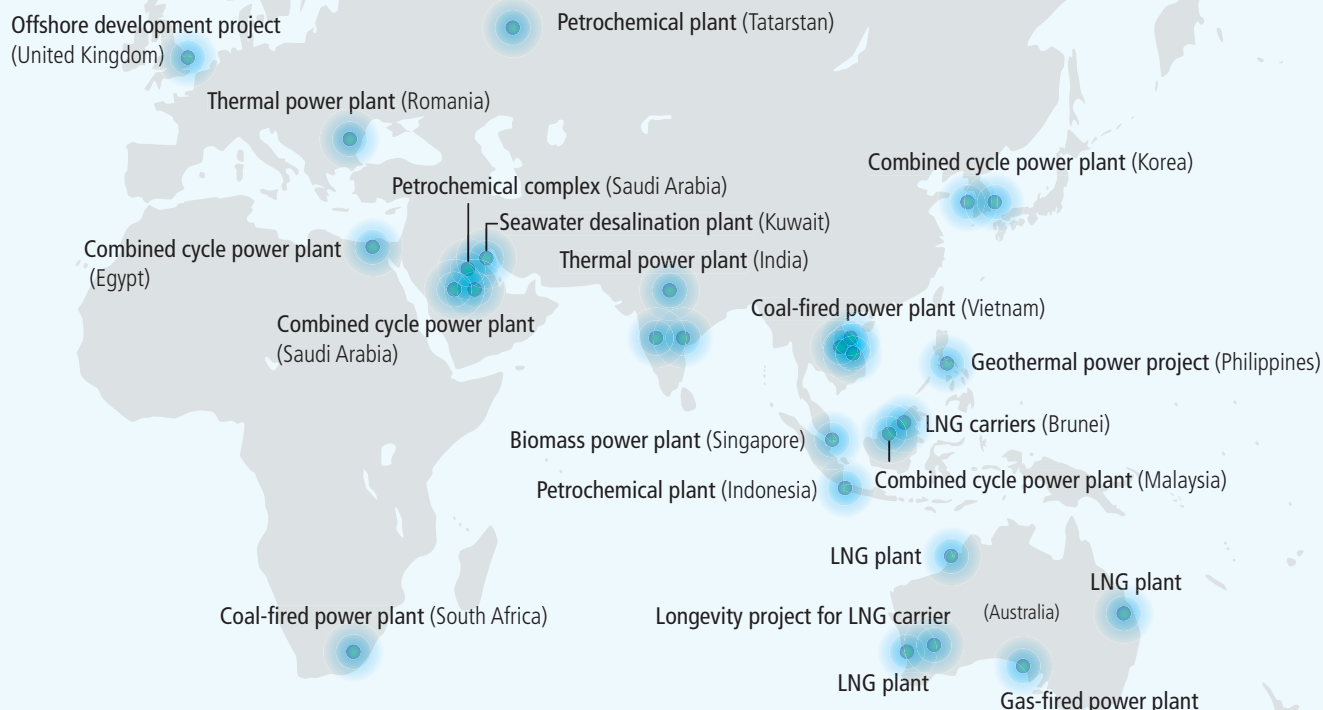 Offshore development project
(United Kingdom)
Petrochemical plant (Tatarstan)
Thermal power plant (Romania)
Combined cycle power plant (Korea)
Petrochemical complex (Saudi Arabia)
Seawater desalination plant (Kuwait)
Combined cycle power plant
(Egypt)
Thermal power plant (India)
Coal-fired power plant (Vietnam)
Combined cycle power plant
(Saudi Arabia)
Geothermal power project (Philippines)
LNG carriers (Brunei)
Biomass power plant (Singapore)
Combined cycle power plant (Malaysia)
Petrochemical plant (Indonesia)
LNG plant
LNG plant
Coal-fired power plant (South Africa)
Longevity project for LNG carrier
(Australia)
LNG plant
Gas-fired power plant